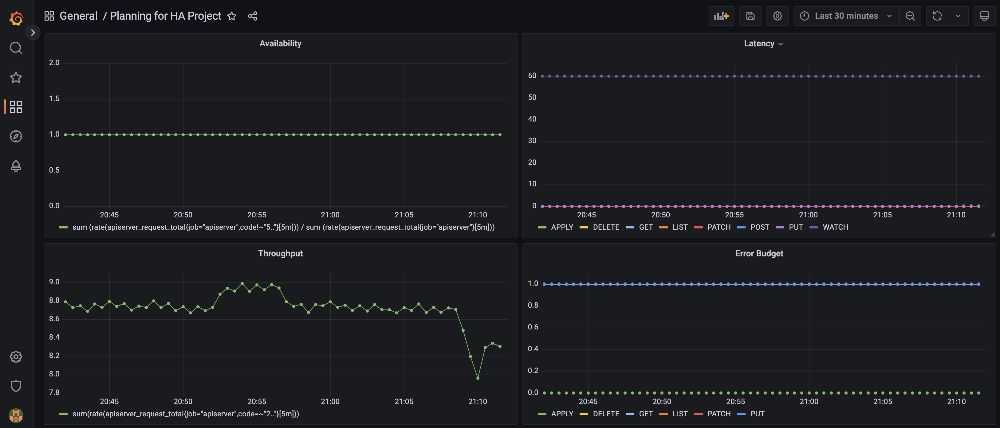 General / Planning for HA Project
Last 30 minutes
Availability
2.0
1.5
1.0
0.5
0.0
20:45 20:50 20:55 21:00 21:05 21:10
sum (rate(apiserver_request_total{job="apiserver",code!~"5.."}[5m])) / sum (rate(apiserver_request_total{job="apiserver"}[5m]))
Latency
60
50
40
30
20
10
0
20:45 20:50 20:55 21:00 21:05 21:10
APPLY DELETE GET LIST PATCH POST PUT WATCH
Throughput
9.0
8.8
8.6
8.4
8.2
8.0
7.8
20:45 20:50 20:55 21:00 21:05 21:10
sum(rate(apiserver_request_total{job="apiserver",code=~"2.."}[5m]))
Error Budget
1.0
0.8
0.6
0.4
0.2
0.0
20:45 20:50 20:55 21:00 21:05 21:10
APPLY DELETE GET LIST PATCH PUT